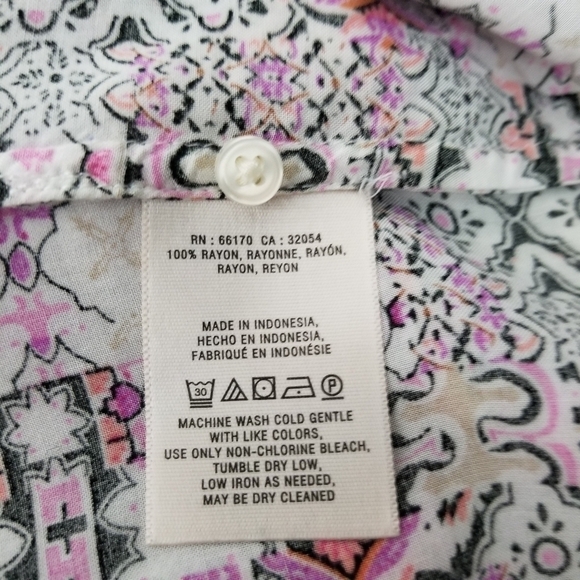 RN : 66170 CA : 32054
100% RAYON, RAYONNE, RAYÓN,
RAYON, REYON
MADE IN INDONESIA,
HECHO EN INDONESIA,
FABRIQUÉ EN INDONÉSIE
30 P
MACHINE WASH COLD GENTLE
WITH LIKE COLORS,
USE ONLY NON-CHLORINE BLEACH,
TUMBLE DRY LOW,
LOW IRON AS NEEDED,
MAY BE DRY CLEANED